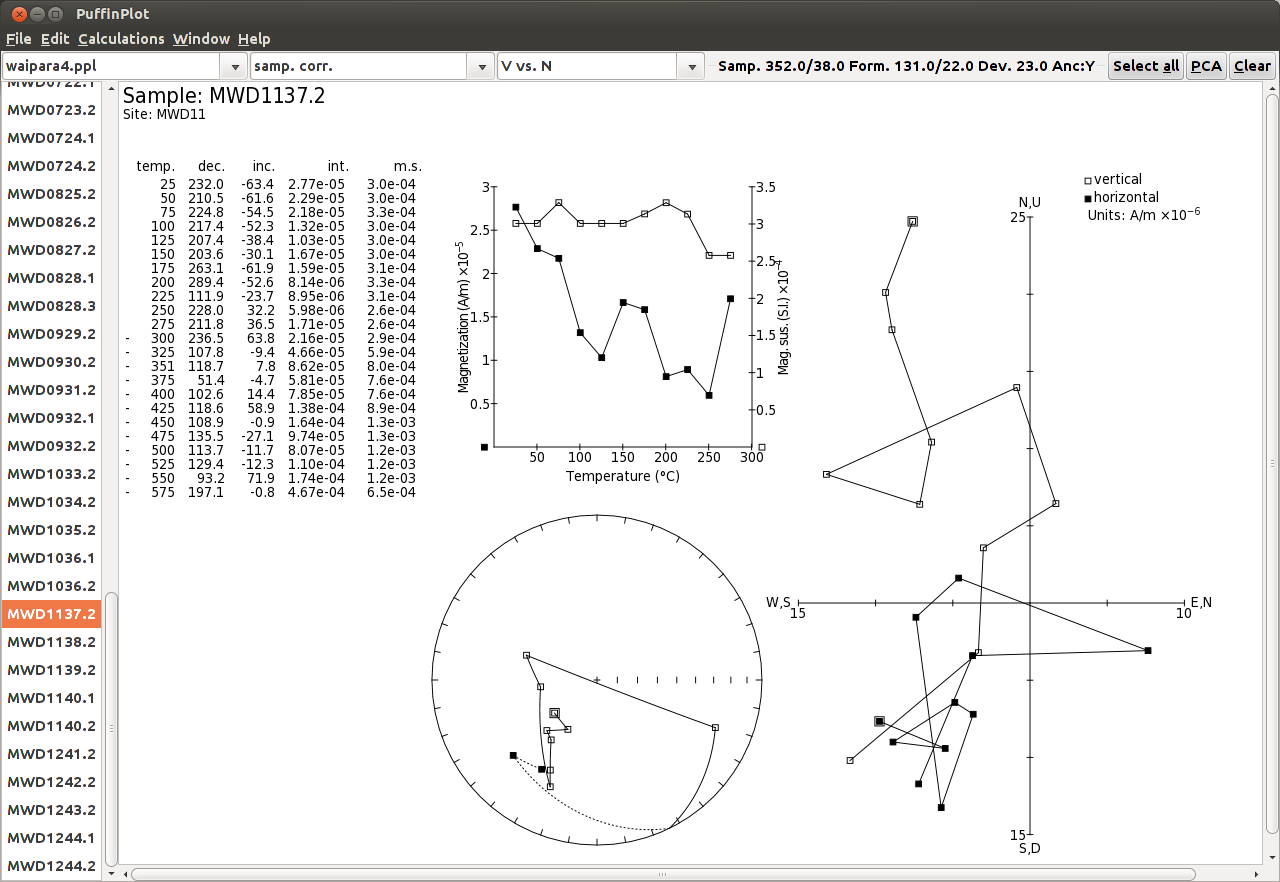 PuffinPlot
File Edit Calculations Window Help
waipara4.ppl samp. corr. V vs. N Samp. 352.0/38.0 Form. 131.0/22.0 Dev. 23.0 Anc:Y Select all PCA Clear
MWD0722.1
MWD0723.2
MWD0724.1
MWD0724.2
MWD0825.2
MWD0826.2
MWD0827.2
MWD0828.1
MWD0828.3
MWD0929.2
MWD0930.2
MWD0931.2
MWD0932.1
MWD0932.2
MWD1033.2
MWD1034.2
MWD1035.2
MWD1036.1
MWD1036.2
MWD1137.2
MWD1138.2
MWD1139.2
MWD1140.1
MWD1140.2
MWD1241.2
MWD1242.2
MWD1243.2
MWD1244.1
MWD1244.2
Sample: MWD1137.2
Site: MWD11
temp. dec. inc. int. m.s.
25 232.0 -63.4 2.77e-05 3.0e-04
50 210.5 -61.6 2.29e-05 3.0e-04
75 224.8 -54.5 2.18e-05 3.3e-04
100 217.4 -52.3 1.32e-05 3.0e-04
125 207.4 -38.4 1.03e-05 3.0e-04
150 203.6 -30.1 1.67e-05 3.0e-04
175 263.1 -61.9 1.59e-05 3.1e-04
200 289.4 -52.6 8.14e-06 3.3e-04
225 111.9 -23.7 8.95e-06 3.1e-04
250 228.0 32.2 5.98e-06 2.6e-04
275 211.8 36.5 1.71e-05 2.6e-04
- 300 236.5 63.8 2.16e-05 2.9e-04
- 325 107.8 -9.4 4.66e-05 5.9e-04
- 351 118.7 7.8 8.62e-05 8.0e-04
- 375 51.4 -4.7 5.81e-05 7.6e-04
- 400 102.6 14.4 7.85e-05 7.6e-04
- 425 118.6 58.9 1.38e-04 8.9e-04
- 450 108.9 -0.9 1.64e-04 1.3e-03
- 475 135.5 -27.1 9.74e-05 1.3e-03
- 500 113.7 -11.7 8.07e-05 1.2e-03
- 525 129.4 -12.3 1.10e-04 1.2e-03
- 550 93.2 71.9 1.74e-04 1.2e-03
- 575 197.1 -0.8 4.67e-04 6.5e-04
3
2.5
2
1.5
1
0.5
Magnetization (A/m) ×10⁻⁵
50 100 150 200 250 300
Temperature (°C)
3.5
3
2.5
2
1.5
1
0.5
Mag. sus. (S.I.) ×10⁻⁴
vertical
horizontal
Units: A/m ×10⁻⁶
N,U
25
W,S
15
E,N
10
15
S,D